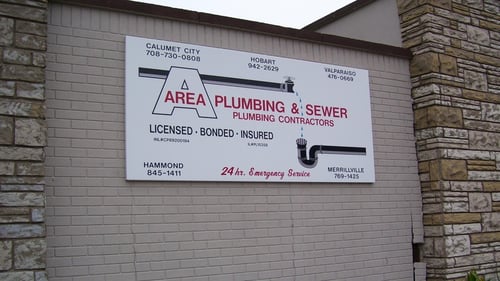 CALUMET CITY
708-730-0808
HOBART
942-2629
VALPARAISO
476-0669
A
AREA PLUMBING & SEWER
PLUMBING CONTRACTORS
LICENSED • BONDED • INSURED
HAMMOND
845-1411
24 hr. Emergency Service
MERRILLVILLE
769-1425